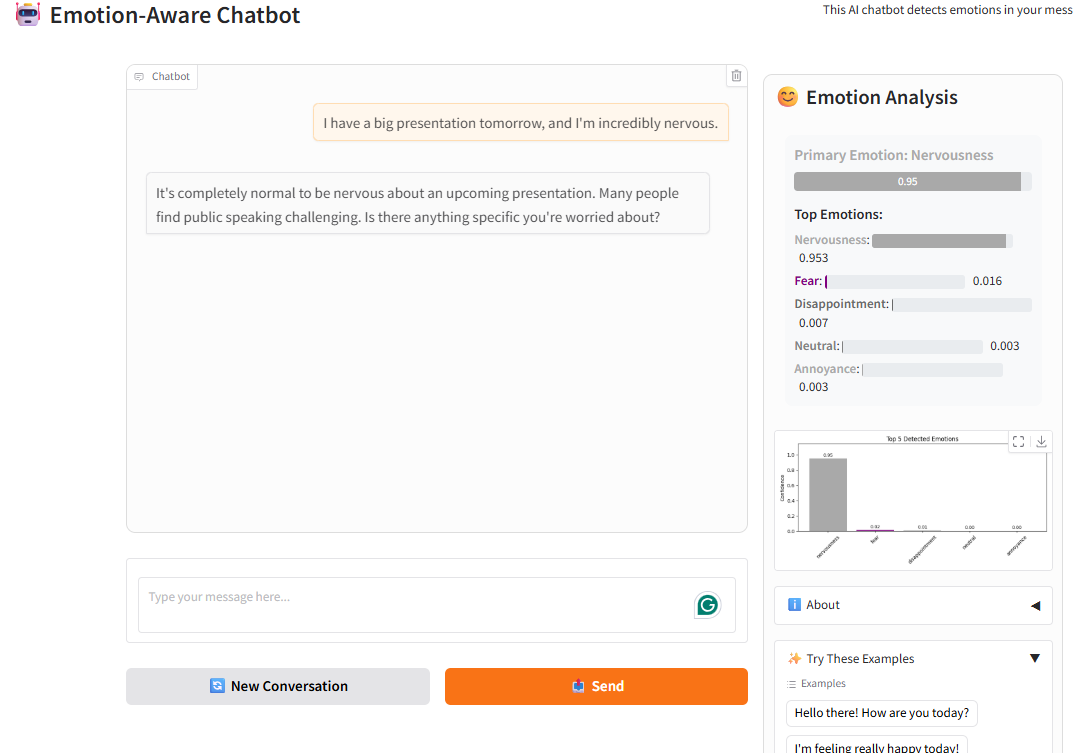 Emotion-Aware Chatbot
This AI chatbot detects emotions in your mess
Chatbot
I have a big presentation tomorrow, and I'm incredibly nervous.
It's completely normal to be nervous about an upcoming presentation. Many people
find public speaking challenging. Is there anything specific you're worried about?
Type your message here...
New Conversation
Send
Emotion Analysis
Primary Emotion: Nervousness
0.95
Top Emotions:
Nervousness:
0.953
Fear: 0.016
Disappointment:
0.007
Neutral: 0.003
Annoyance:
0.003
Top 5 Detected Emotions
Confidence
1.0
0.8
0.6
0.4
0.2
0.0
0.95
0.02
0.01
0.00
0.00
nervousness
fear
disappointment
neutral
annoyance
About
Try These Examples
Examples
Hello there! How are you today?
I'm feeling really happy today!